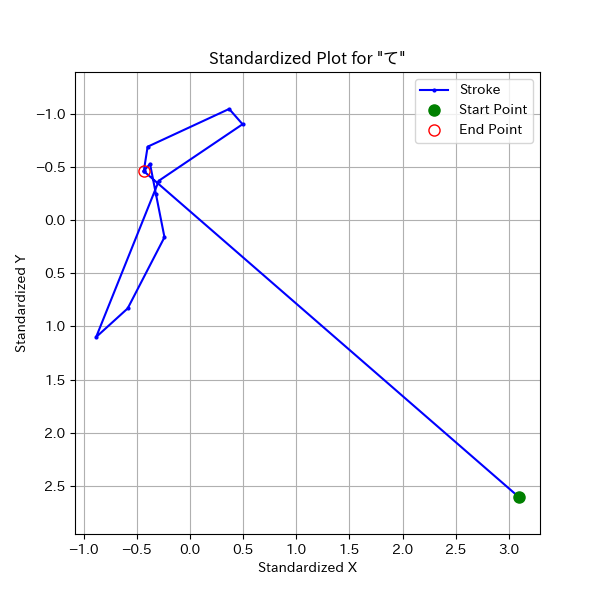 Standardized Plot for "て"
Stroke
Start Point
End Point
−1.0
−0.5
0.0
0.5
1.0
1.5
2.0
2.5
Standardized Y
−1.0 −0.5 0.0 0.5 1.0 1.5 2.0 2.5 3.0
Standardized X